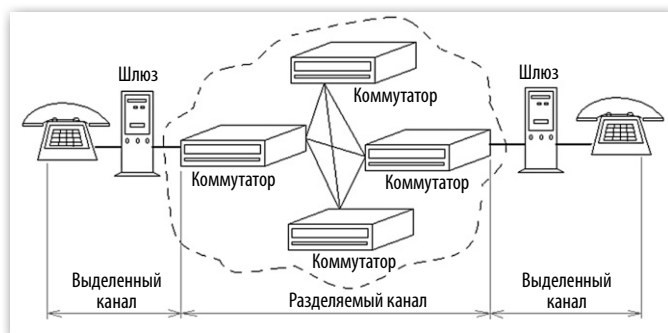 Шлюз
Коммутатор
Шлюз
Коммутатор
Коммутатор
Коммутатор
Выделенный
канал
Разделяемый канал
Выделенный
канал